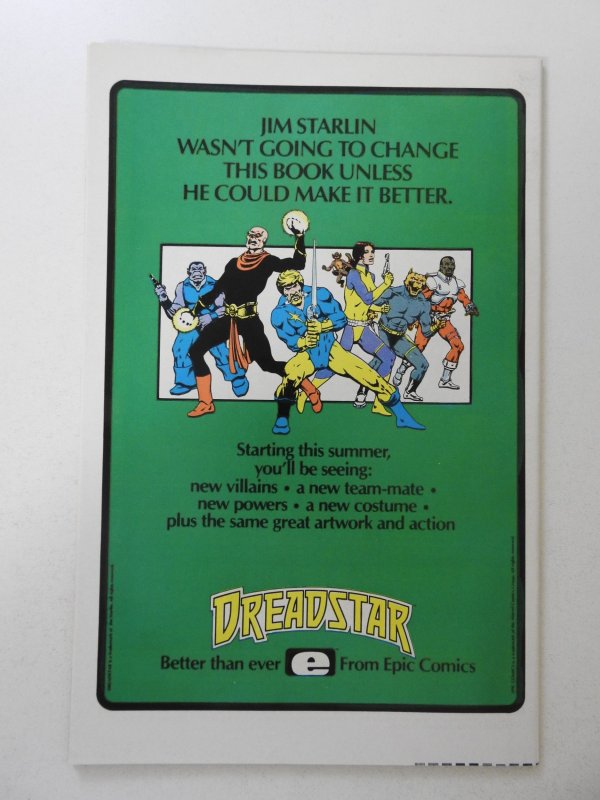 JIM STARLIN
WASN'T GOING TO CHANGE
THIS BOOK UNLESS
HE COULD MAKE IT BETTER.
Starting this summer,
you'll be seeing:
new villains • a new team-mate •
new powers • a new costume •
plus the same great artwork and action
DREADSTAR
Better than ever e From Epic Comics